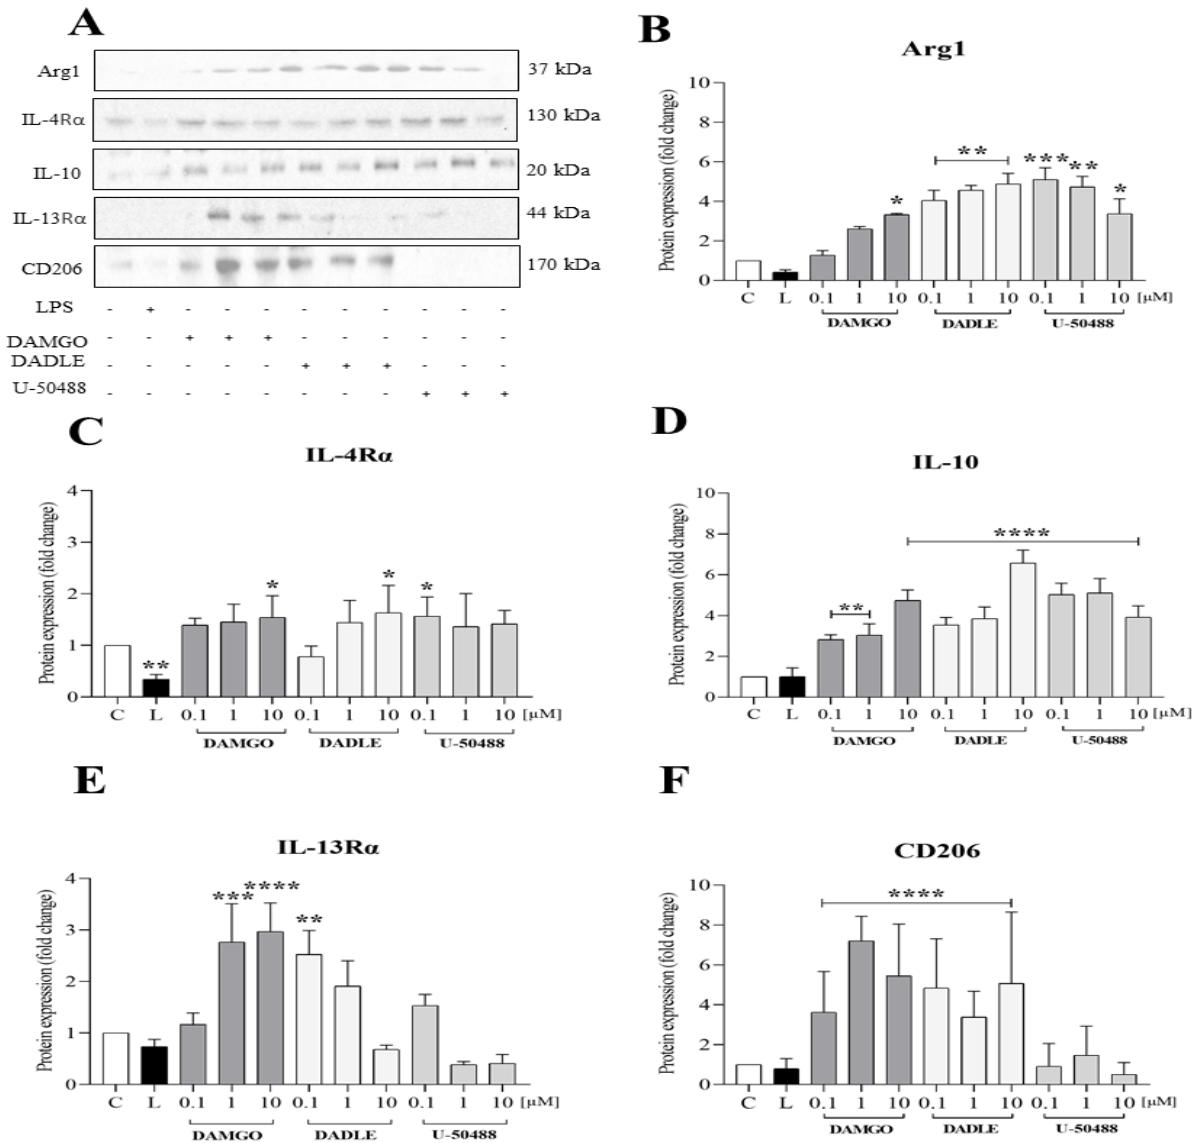 A
Arg1 37 kDa
IL-4Rα 130 kDa
IL-10 20 kDa
IL-13Rα 44 kDa
CD206 170 kDa
LPS - + - - - - - - - - -
DAMGO - - + + + - - - - - -
DADLE - - - - - + + + - - -
U-50488 - - - - - - - - + + +
B
Arg1
Protein expression (fold change)
10
8
6
4
2
0
* ** *** ** *
C L 0.1 1 10 0.1 1 10 0.1 1 10 [μM]
DAMGO DADLE U-50488
C
IL-4Rα
Protein expression (fold change)
4
3
2
1
0
** * * *
C L 0.1 1 10 0.1 1 10 0.1 1 10 [μM]
DAMGO DADLE U-50488
D
IL-10
Protein expression (fold change)
10
8
6
4
2
0
** ****
C L 0.1 1 10 0.1 1 10 0.1 1 10 [μM]
DAMGO DADLE U-50488
E
IL-13Rα
Protein expression (fold change)
4
3
2
1
0
*** **** **
C L 0.1 1 10 0.1 1 10 0.1 1 10 [μM]
DAMGO DADLE U-50488
F
CD206
Protein expression (fold change)
10
8
6
4
2
0
****
C L 0.1 1 10 0.1 1 10 0.1 1 10 [μM]
DAMGO DADLE U-50488